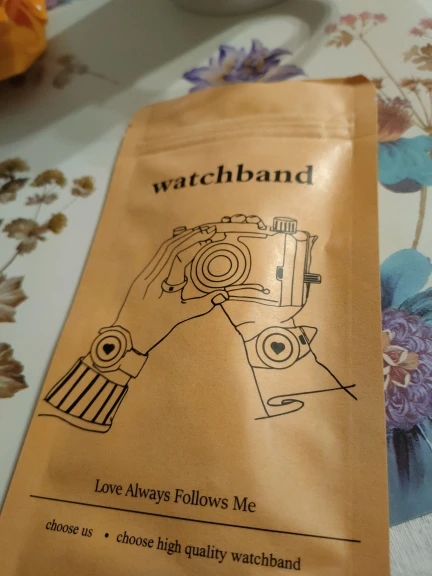 watchband
Love Always Follows Me
choose us • choose high quality watchband